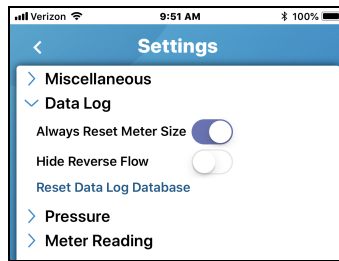 Verizon 9:51 AM 100%
Settings
Miscellaneous
Data Log
Always Reset Meter Size
Hide Reverse Flow
Reset Data Log Database
Pressure
Meter Reading